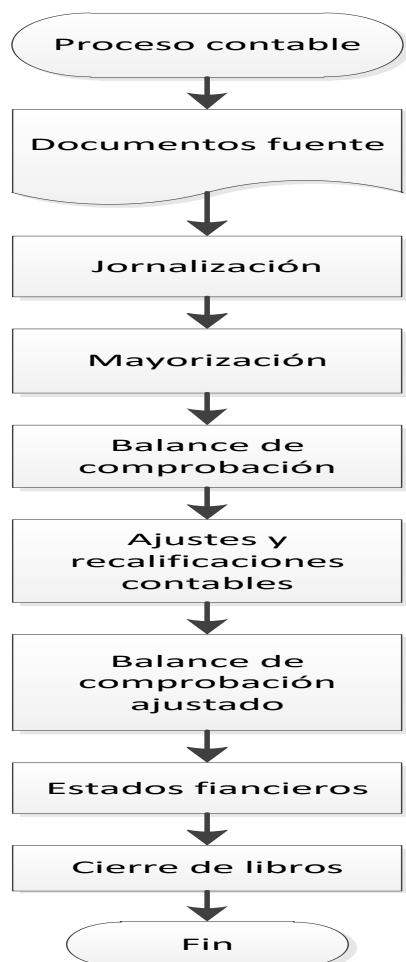 Proceso contable
Documentos fuente
Jornalización
Mayorización
Balance de
comprobación
Ajustes y
recalificaciones
contables
Balance de
comprobación
ajustado
Estados fiancieros
Cierre de libros
Fin